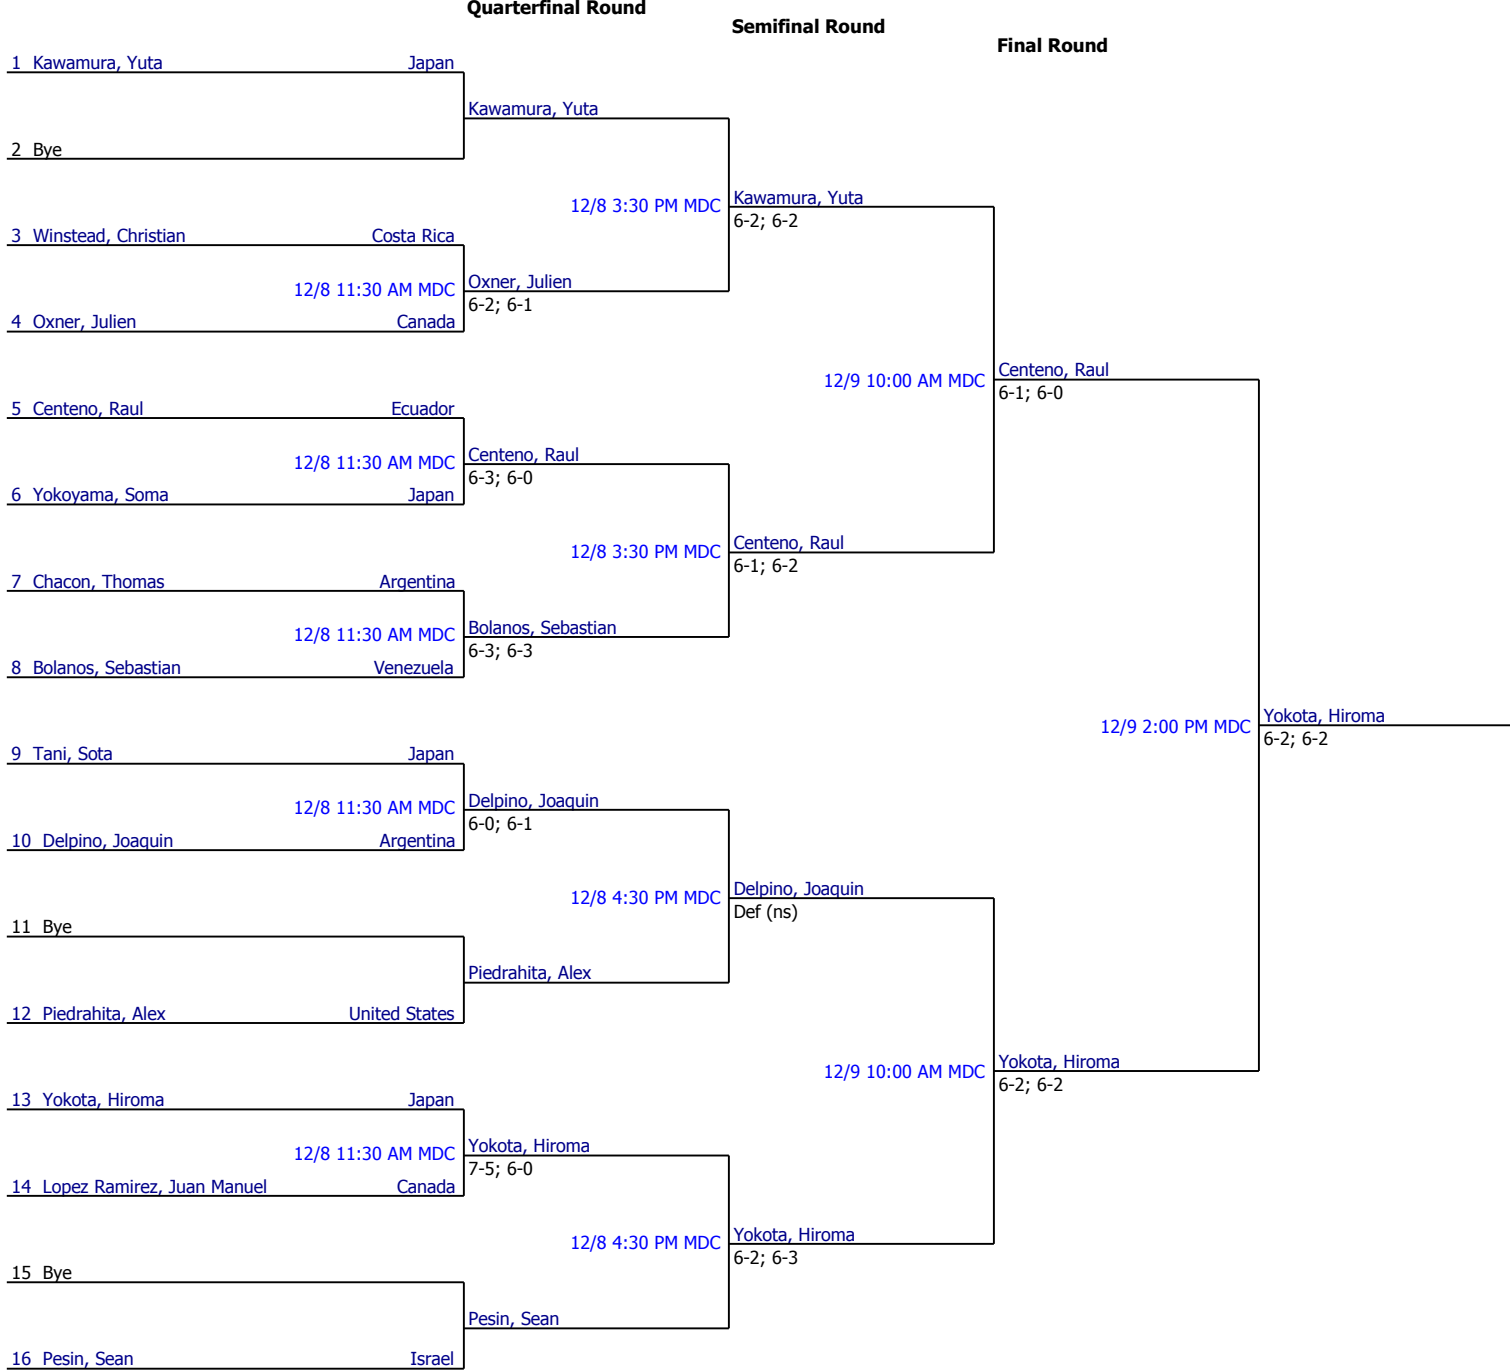 Quarterfinal Round
Semifinal Round
Final Round
1 Kawamura, Yuta Japan
Kawamura, Yuta
2 Bye
12/8 3:30 PM MDC Kawamura, Yuta
6-2; 6-2
3 Winstead, Christian Costa Rica
12/8 11:30 AM MDC Oxner, Julien
6-2; 6-1
4 Oxner, Julien Canada
12/9 10:00 AM MDC Centeno, Raul
6-1; 6-0
5 Centeno, Raul Ecuador
12/8 11:30 AM MDC Centeno, Raul
6-3; 6-0
6 Yokoyama, Soma Japan
12/8 3:30 PM MDC Centeno, Raul
6-1; 6-2
7 Chacon, Thomas Argentina
12/8 11:30 AM MDC Bolanos, Sebastian
6-3; 6-3
8 Bolanos, Sebastian Venezuela
12/9 2:00 PM MDC Yokota, Hiroma
6-2; 6-2
9 Tani, Sota Japan
12/8 11:30 AM MDC Delpino, Joaquin
6-0; 6-1
10 Delpino, Joaquin Argentina
12/8 4:30 PM MDC Delpino, Joaquin
Def (ns)
11 Bye
Piedrahita, Alex
12 Piedrahita, Alex United States
12/9 10:00 AM MDC Yokota, Hiroma
6-2; 6-2
13 Yokota, Hiroma Japan
12/8 11:30 AM MDC Yokota, Hiroma
7-5; 6-0
14 Lopez Ramirez, Juan Manuel Canada
12/8 4:30 PM MDC Yokota, Hiroma
6-2; 6-3
15 Bye
Pesin, Sean
16 Pesin, Sean Israel